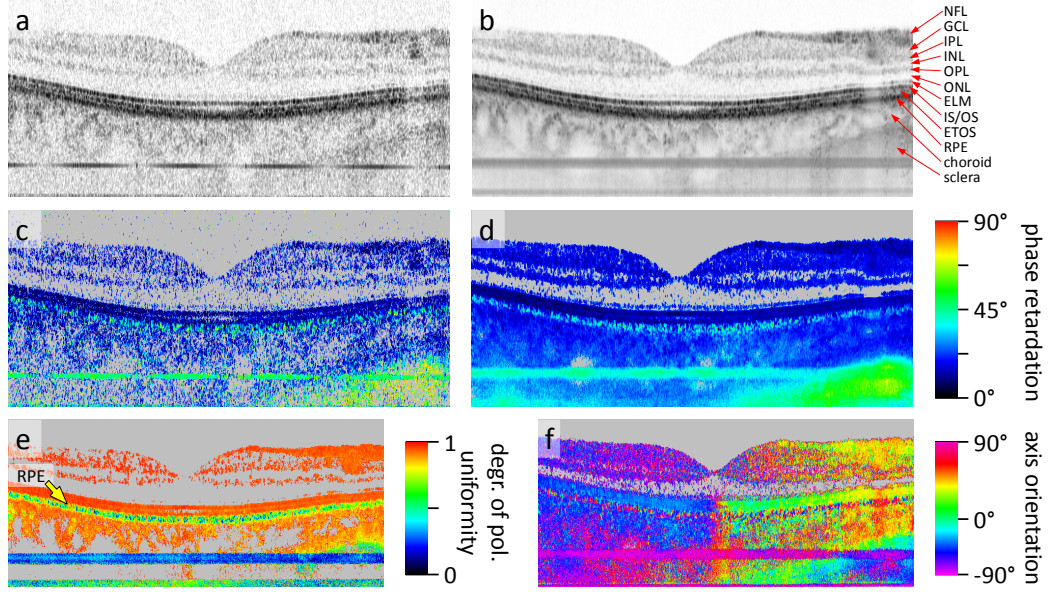 a
b
NFL
GCL
IPL
INL
OPL
ONL
ELM
IS/OS
ETOS
RPE
choroid
sclera
c
d
90°
45°
0°
phase retardation
e
RPE
1
0
degr. of pol.
uniformity
f
90°
0°
-90°
axis orientation